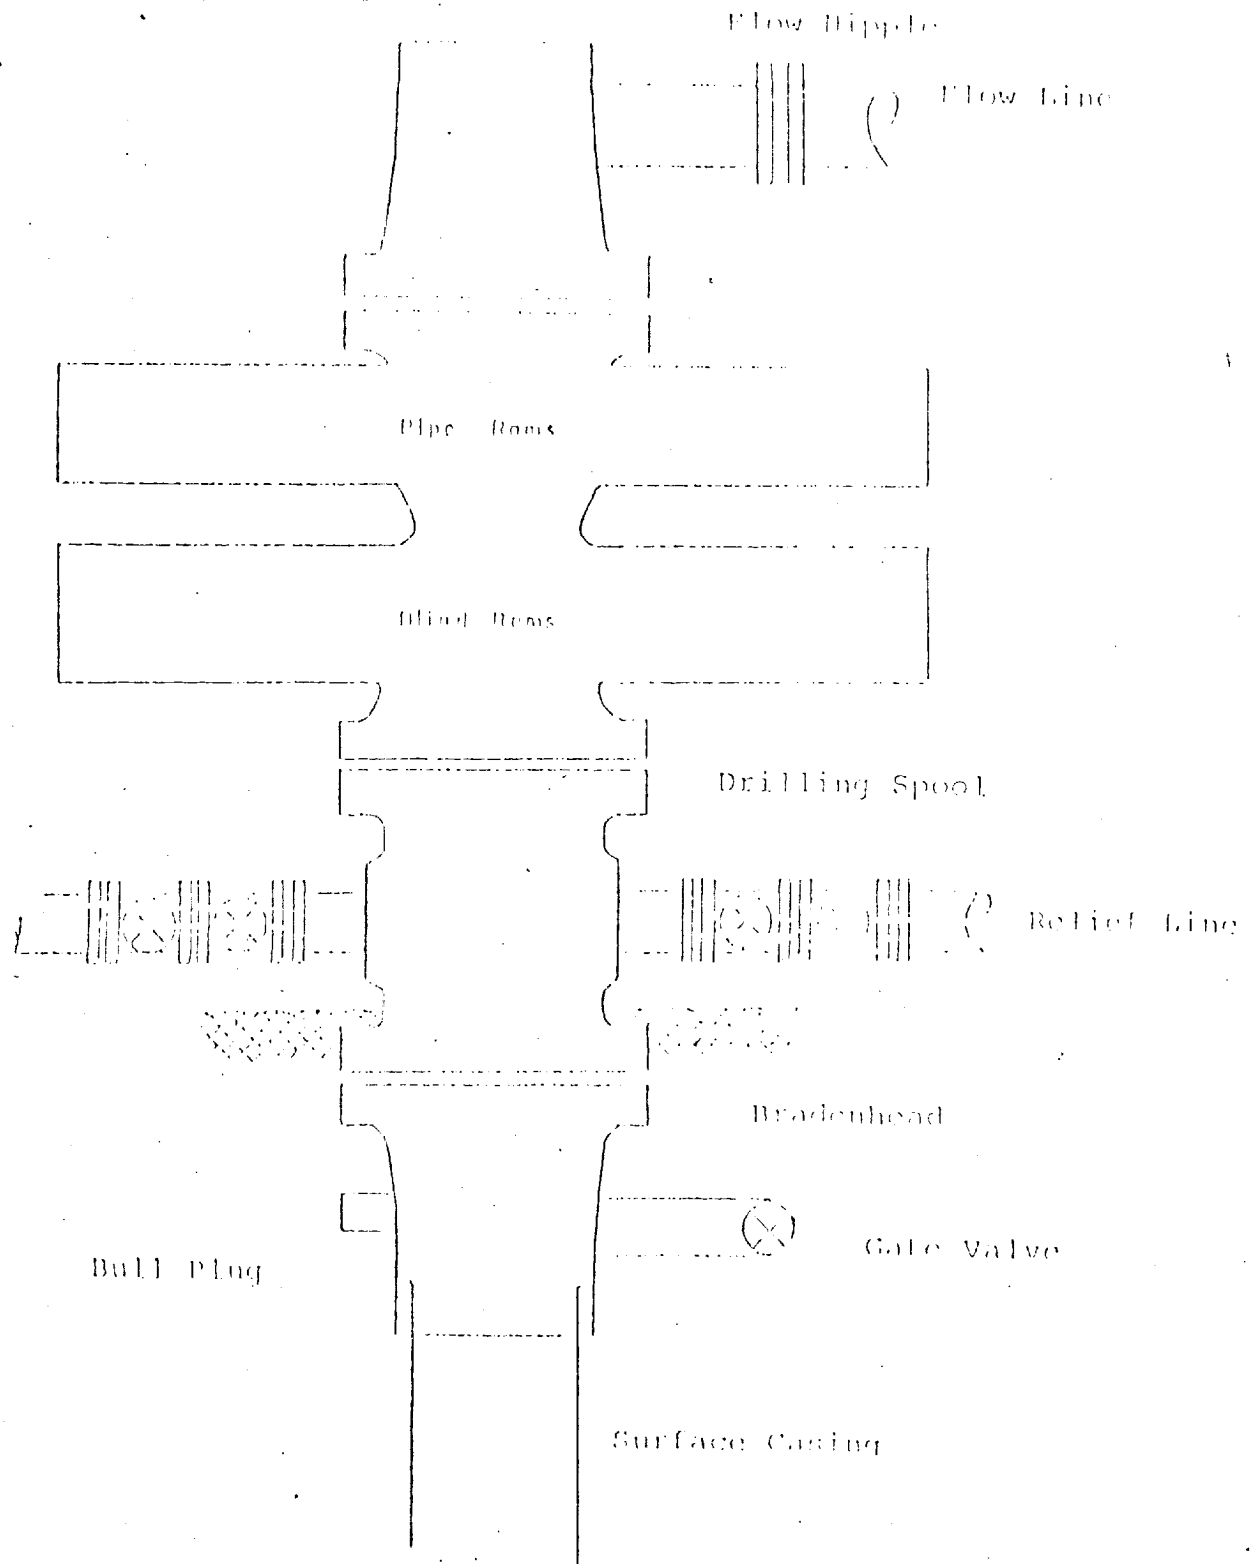 Flow Nipple
Flow Line
Pipe Rams
Blind Rams
Drilling Spool
Relief Line
Bradenhead
Gate Valve
Bull Plug
Surface Casing